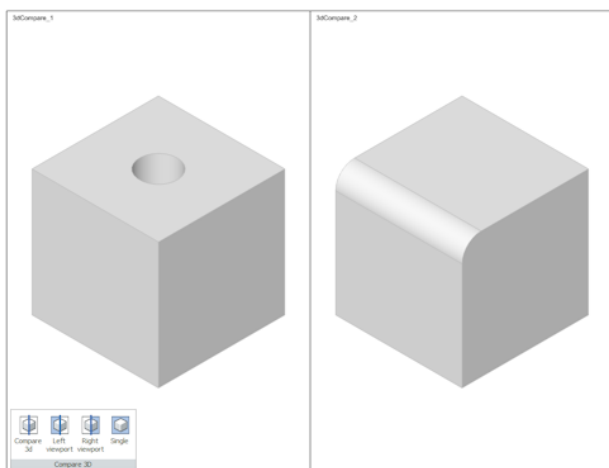 3dCompare_1
3dCompare_2
Compare 3d
Left viewport
Right viewport
Single
Compare 3D